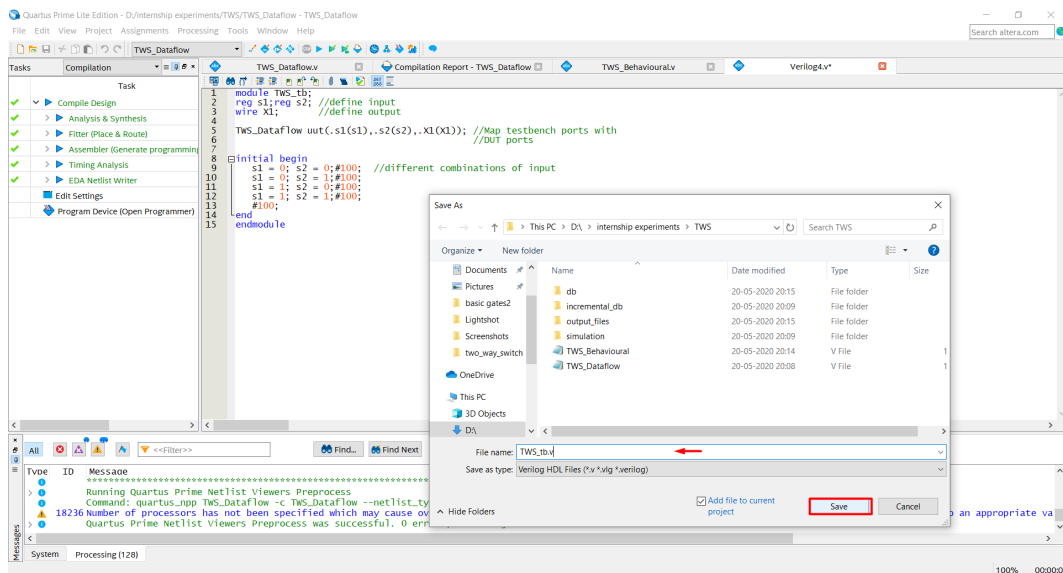 Quartus Prime Lite Edition - D:/internship experiments/TWS/TWS_Dataflow - TWS_Dataflow
File Edit View Project Assignments Processing Tools Window Help
Search altera.com
TWS_Dataflow
Tasks Compilation
TWS_Dataflow.v
Compilation Report - TWS_Dataflow
TWS_Behavioural.v
Verilog4.v*
Task
Compile Design
Analysis & Synthesis
Fitter (Place & Route)
Assembler (Generate programming
Timing Analysis
EDA Netlist Writer
Edit Settings
Program Device (Open Programmer)
1 module TWS_tb;
2 reg s1;reg s2; //define input
3 wire X1; //define output
4
5 TWS_Dataflow uut(.s1(s1),.s2(s2),.X1(X1)); //Map testbench ports with
6 //DUT ports
7
8 initial begin
9 s1 = 0; s2 = 0;#100; //different combinations of input
10 s1 = 0; s2 = 1;#100;
11 s1 = 1; s2 = 0;#100;
12 s1 = 1; s2 = 1;#100;
13 #100;
14 end
15 endmodule
Save As
This PC > D:\ > internship experiments > TWS
Search TWS
Organize New folder
Documents
Pictures
basic gates2
Lightshot
Screenshots
two_way_switch
OneDrive
This PC
3D Objects
D:\
Name Date modified Type Size
db 20-05-2020 20:15 File folder
incremental_db 20-05-2020 20:09 File folder
output_files 20-05-2020 20:15 File folder
simulation 20-05-2020 20:09 File folder
TWS_Behavioural 20-05-2020 20:14 V File 1
TWS_Dataflow 20-05-2020 20:08 V File 1
File name: TWS_tb.v
Save as type: Verilog HDL Files (*.v *.vlg *.verilog)
Hide Folders
Add file to current
project
Save Cancel
All <<Filter>> Find... Find Next
Type ID Message
Running Quartus Prime Netlist Viewers Preprocess
Command: quartus_npp TWS_Dataflow -c TWS_Dataflow --netlist_ty
18236 Number of processors has not been specified which may cause ov
o an appropriate va
Quartus Prime Netlist Viewers Preprocess was successful. 0 err
System Processing (128)
Messages
100% 00:00:0